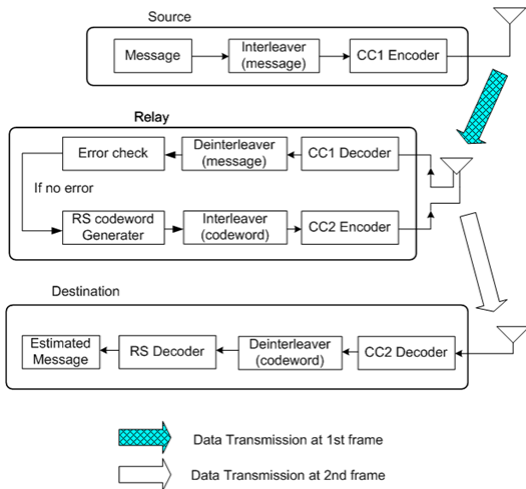 Source
Message
Interleaver
(message)
CC1 Encoder
Relay
Error check
Deinterleaver
(message)
CC1 Decoder
If no error
RS codeword
Generater
Interleaver
(codeword)
CC2 Encoder
Destination
Estimated
Message
RS Decoder
Deinterleaver
(codeword)
CC2 Decoder
Data Transmission at 1st frame
Data Transmission at 2nd frame